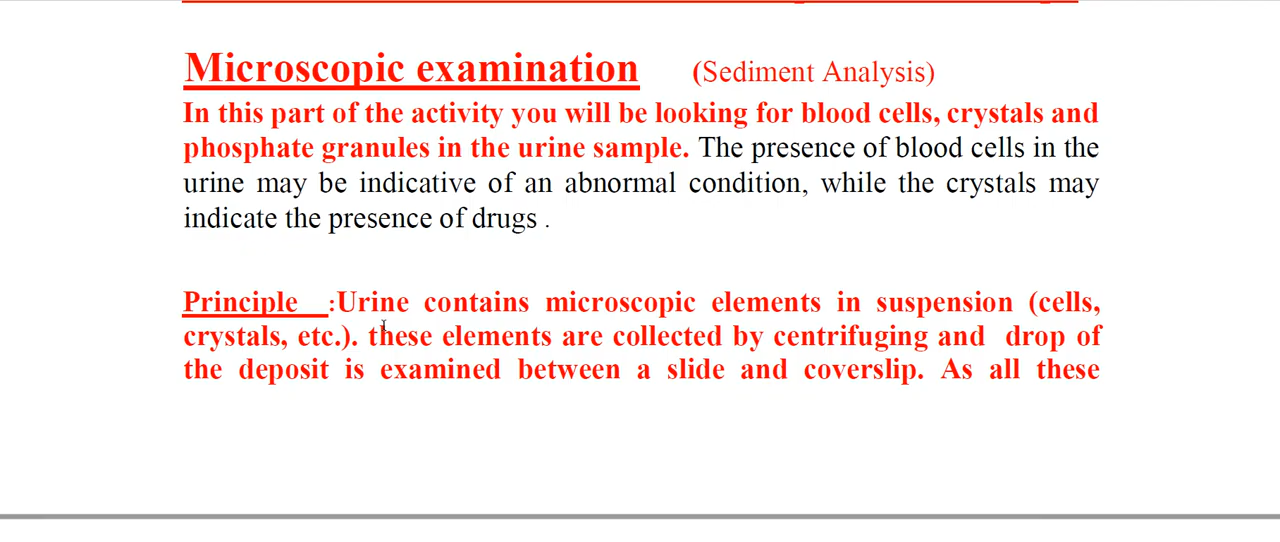 Microscopic examination (Sediment Analysis)
In this part of the activity you will be looking for blood cells, crystals and
phosphate granules in the urine sample. The presence of blood cells in the
urine may be indicative of an abnormal condition, while the crystals may
indicate the presence of drugs .
Principle :Urine contains microscopic elements in suspension (cells,
crystals, etc.). these elements are collected by centrifuging and drop of
the deposit is examined between a slide and coverslip. As all these